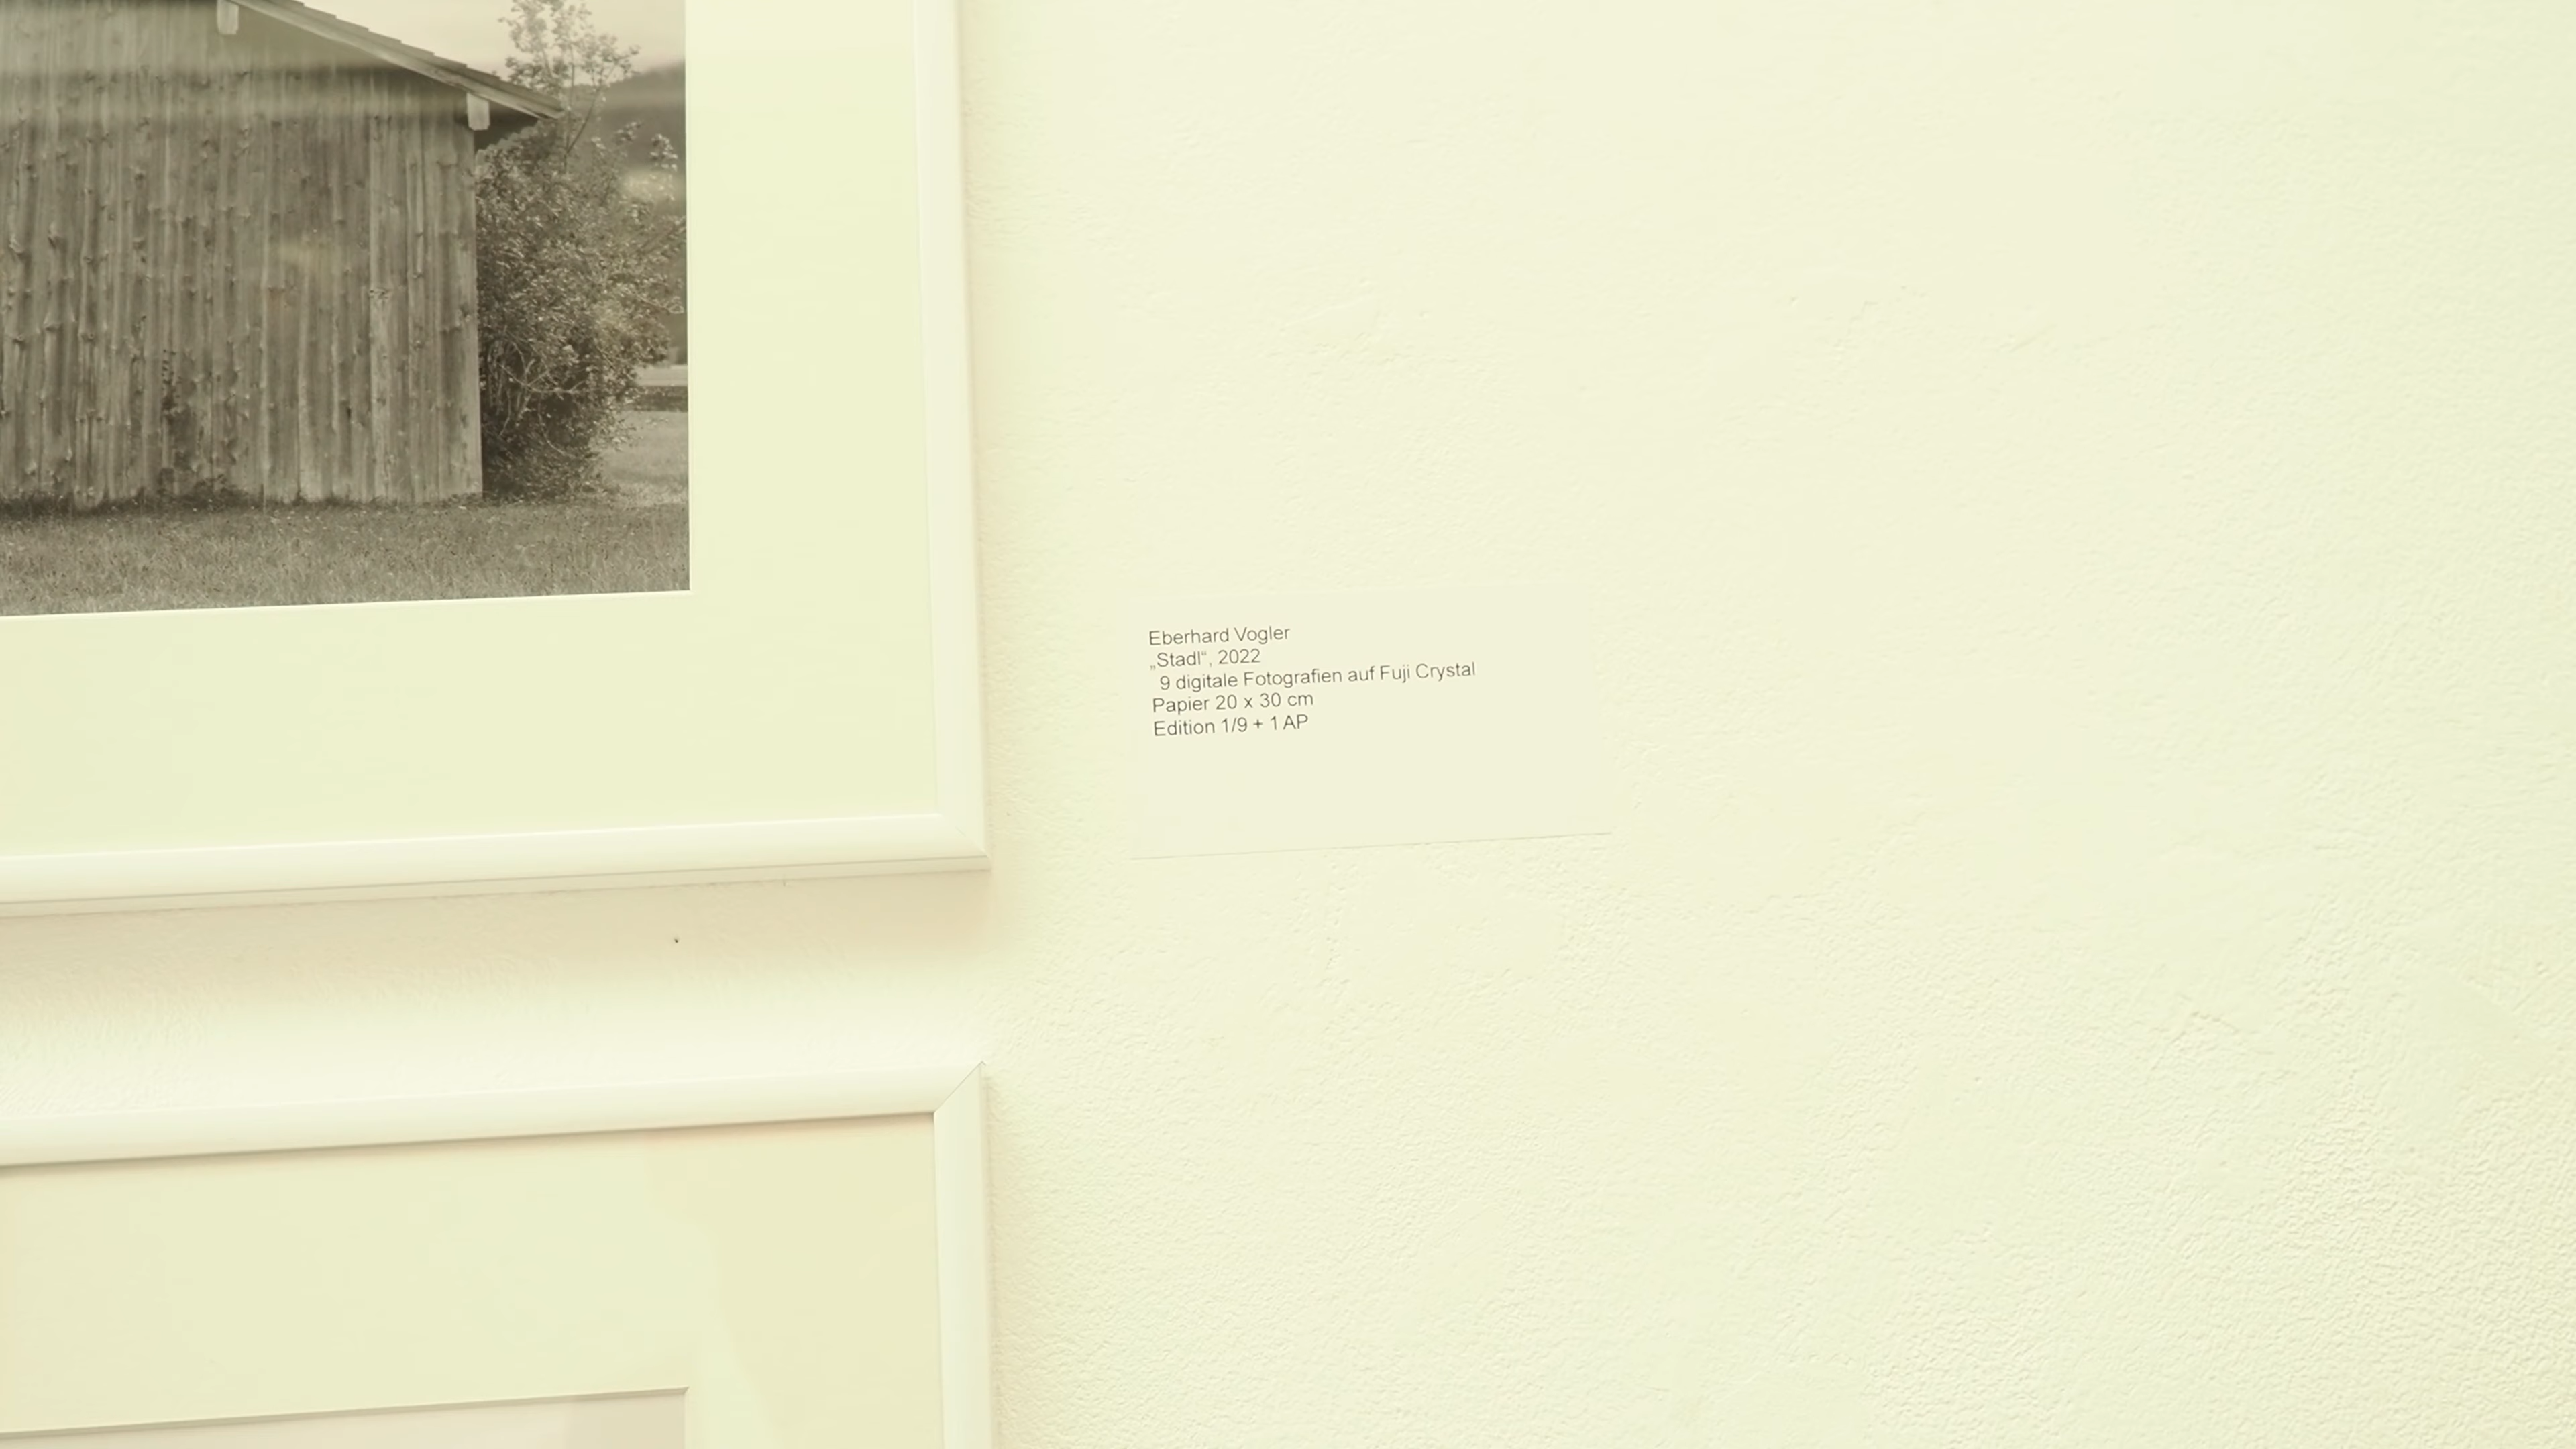 Eberhard Vogler
„Stadl“, 2022
9 digitale Fotografien auf Fuji Crystal
Papier 20 x 30 cm
Edition 1/9 + 1 AP